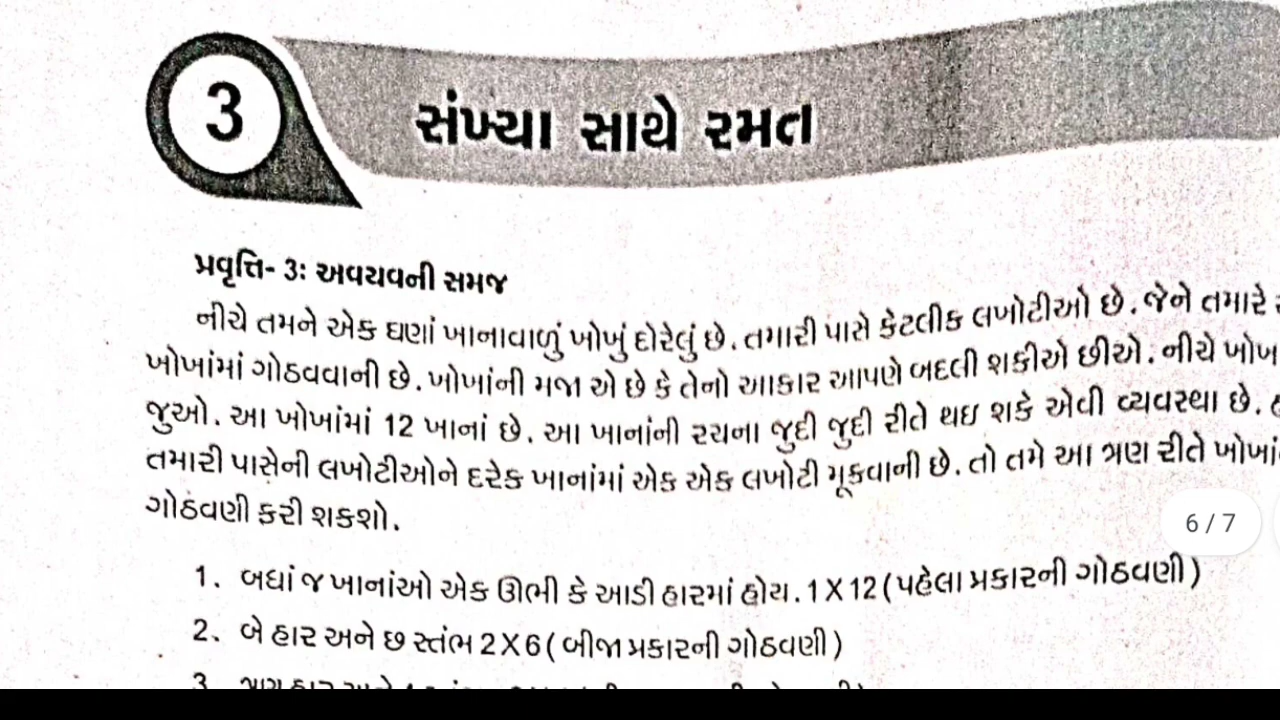 3
સંખ્યા સાથે રમત
પ્રવૃત્તિ- 3: અવયવની સમજ
નીચે તમને એક ઘણાં ખાનાવાળું ખોખું દોરેલું છે. તમારી પાસે કેટલીક લખોટીઓ છે. જેને તમારે
ખોખાંમાં ગોઠવવાની છે. ખોખાંની મજા એ છે કે તેનો આકાર આપણે બદલી શકીએ છીએ. નીચે
જુઓ. આ ખોખાંમાં 12 ખાનાં છે. આ ખાનાંની રચના જુદી જુદી રીતે થઇ શકે એવી વ્યવસ્થા છે.
તમારી પાસેની લખોટીઓને દરેક ખાનાંમાં એક એક લખોટી મૂકવાની છે. તો તમે આ ત્રણ રીતે
ગોઠવણી કરી શકશો.
6 / 7
1. બધાં જ ખાનાંઓ એક ઊભી કે આડી હારમાં હોય. 1 X 12 (પહેલા પ્રકારની ગોઠવણી)
2. બે હાર અને છ સ્તંભ 2 X 6 ( બીજા પ્રકારની ગોઠવણી )